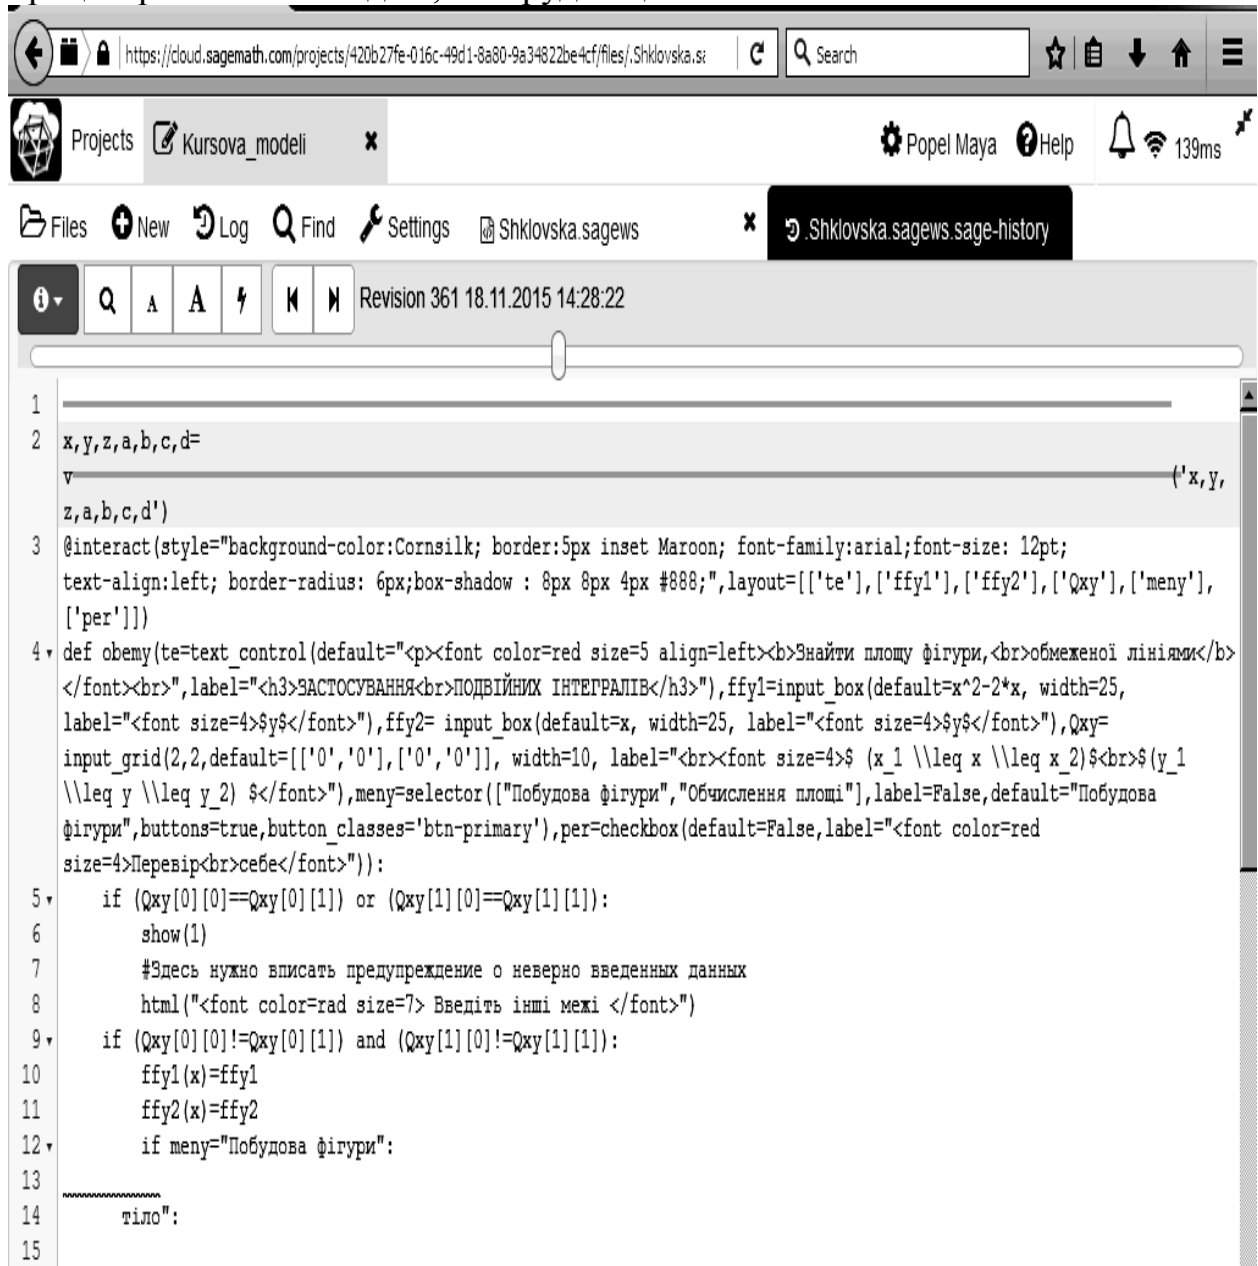 https://cloud.sagemath.com/projects/420b27fe-016c-49d1-8a80-9a34822be4cf/files/.Shklovska.sa
Search
Projects Kursova_modeli Popel Maya Help 139ms
Files New Log Find Settings Shklovska.sagews .Shklovska.sagews.sage-history
A A Revision 361 18.11.2015 14:28:22
1
2 x,y,z,a,b,c,d=
v ('x,y,
z,a,b,c,d')
3 @interact(style="background-color:Cornsilk; border:5px inset Maroon; font-family:arial;font-size: 12pt;
text-align:left; border-radius: 6px;box-shadow : 8px 8px 4px #888;",layout=[['te'],['ffy1'],['ffy2'],['Qxy'],['meny'],
['per']])
4 def obemy(te=text_control(default="<p><font color=red size=5 align=left><b>Знайти площу фігури,<br>обмеженої лініями</b>
</font><br>",label="<h3>ЗАСТОСУВАННЯ<br>ПОДВІЙНИХ ІНТЕГРАЛІВ</h3>"),ffy1=input_box(default=x^2-2*x, width=25,
label="<font size=4>$y$</font>"),ffy2= input_box(default=x, width=25, label="<font size=4>$y$</font>"),Qxy=
input_grid(2,2,default=[['0','0'],['0','0']], width=10, label="<br><font size=4>$ (x_1 \\leq x \\leq x_2)$<br>$(y_1
\\leq y \\leq y_2) $</font>"),meny=selector(["Побудова фігури","Обчислення площі"],label=False,default="Побудова
фігури",buttons=true,button_classes='btn-primary'),per=checkbox(default=False,label="<font color=red
size=4>Перевір<br>себе</font>")):
5 if (Qxy[0][0]==Qxy[0][1]) or (Qxy[1][0]==Qxy[1][1]):
6 show(1)
7 #Здесь нужно вписать предупреждение о неверно введенных данных
8 html("<font color=rad size=7> Введіть інші межі </font>")
9 if (Qxy[0][0]!=Qxy[0][1]) and (Qxy[1][0]!=Qxy[1][1]):
10 ffy1(x)=ffy1
11 ffy2(x)=ffy2
12 if meny="Побудова фігури":
13
14 тіло":
15